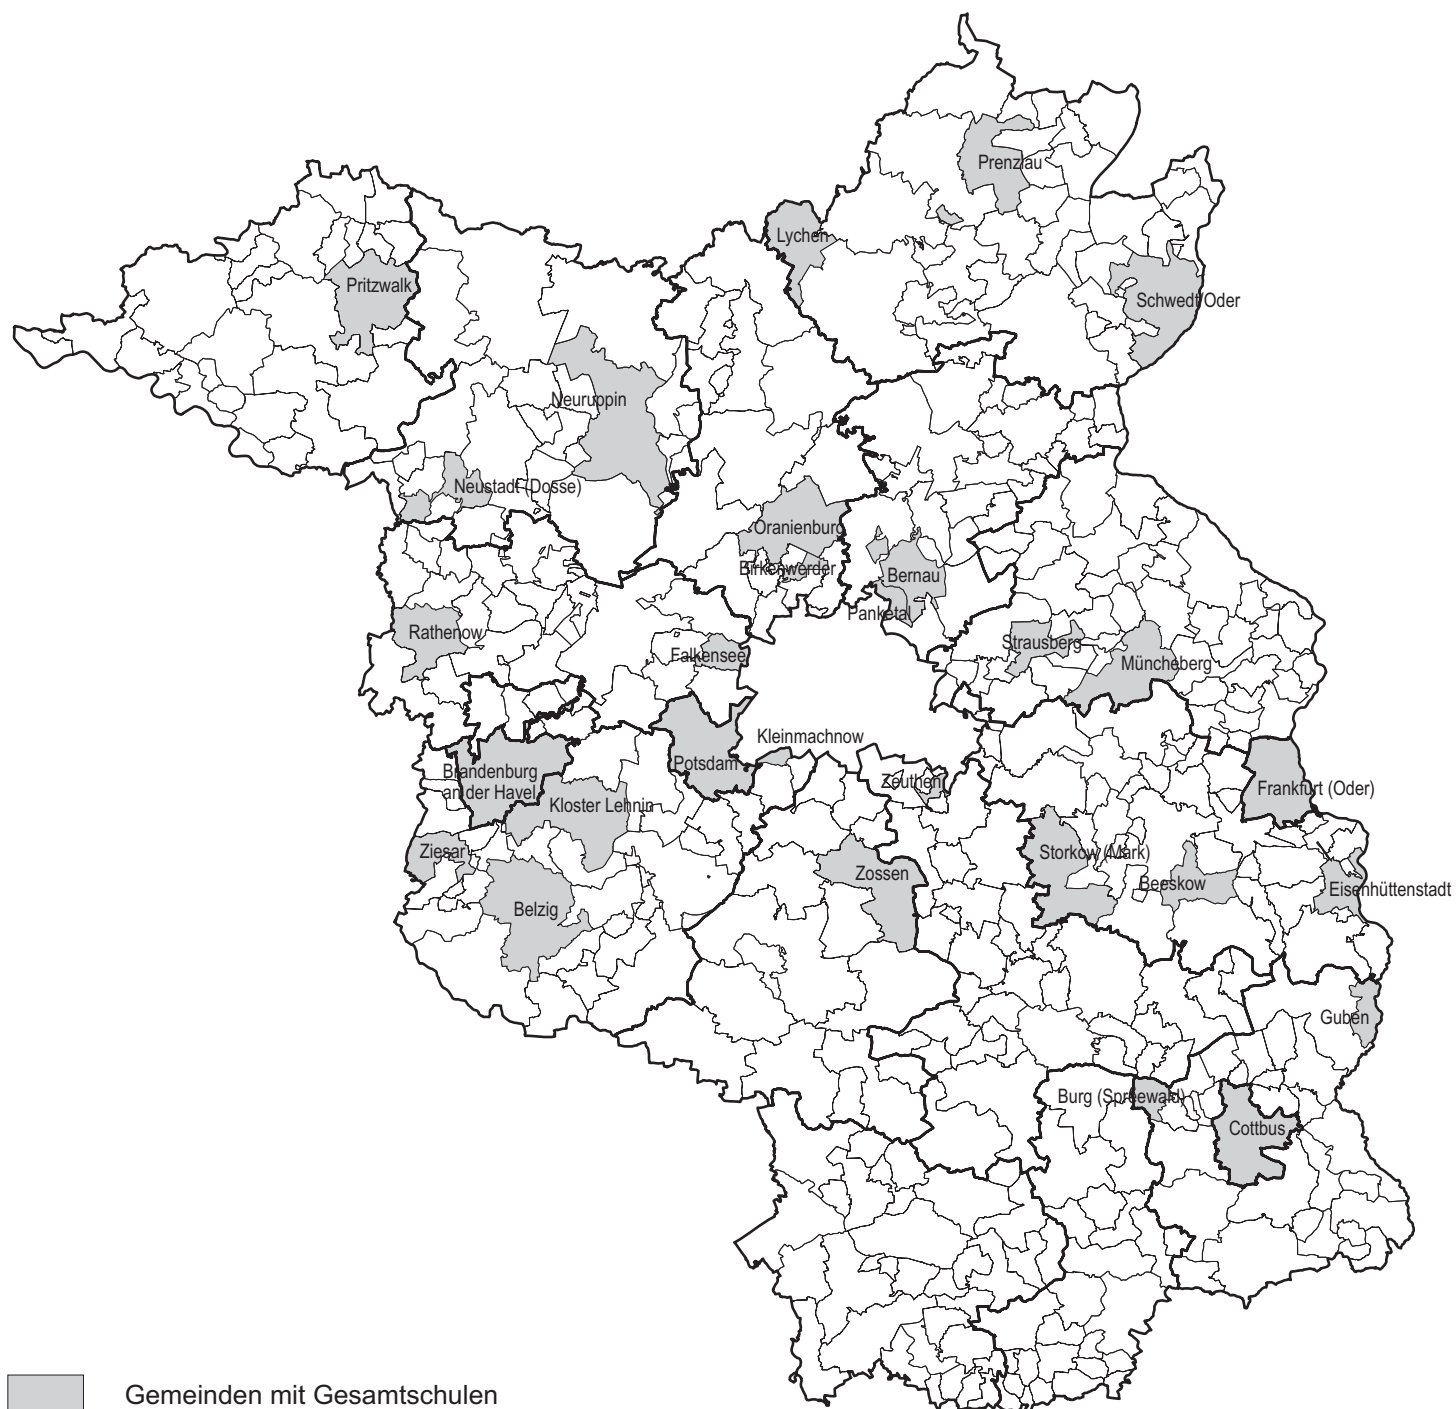 Prenzlau
Lychen
Pritzwalk
Schwedt/Oder
Neuruppin
Neustadt (Dosse)
Oranienburg
Birkenwerder
Bernau
Panketal
Rathenow
Strausberg
Falkensee
Müncheberg
Kleinmachnow
Potsdam
Brandenburg
an der Havel
Zeuthen
Frankfurt (Oder)
Kloster Lehnin
Ziesar
Storkow (Mark)
Zossen
Beeskow
Eisenhüttenstadt
Belzig
Guben
Burg (Spreewald)
Cottbus
Gemeinden mit Gesamtschulen